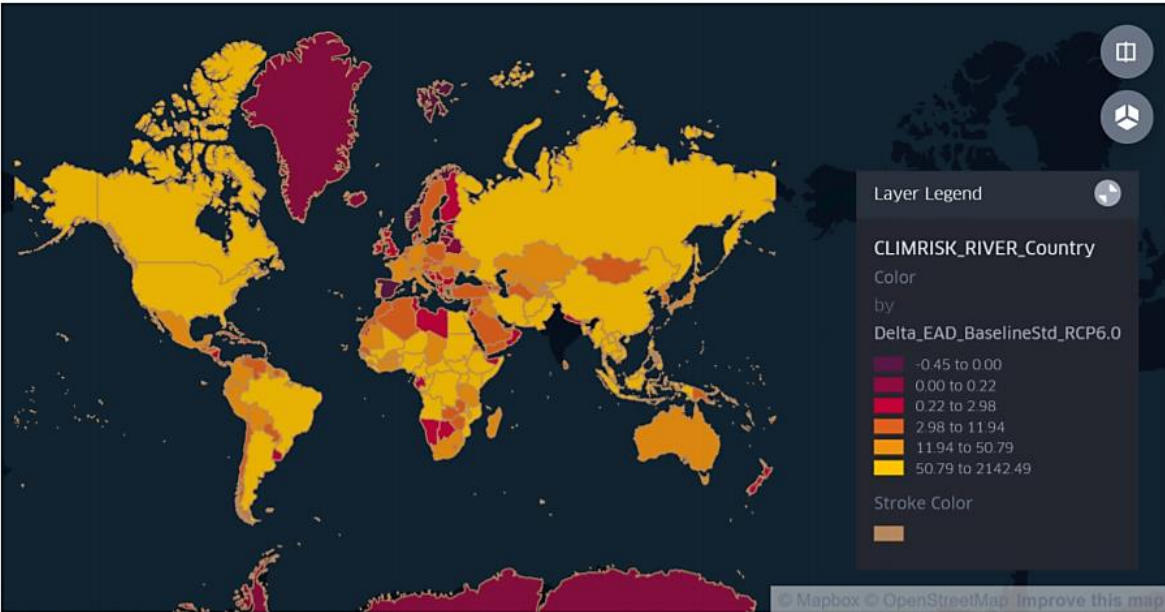 Layer Legend
CLIMRISK_RIVER_Country
Color
by
Delta_EAD_BaselineStd_RCP6.0
-0.45 to 0.00
0.00 to 0.22
0.22 to 2.98
2.98 to 11.94
11.94 to 50.79
50.79 to 2142.49
Stroke Color
© Mapbox © OpenStreetMap Improve this map